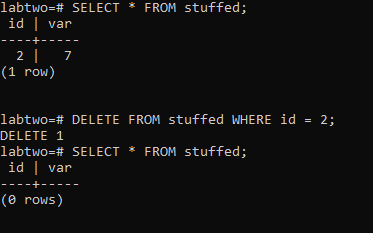 labtwo=# SELECT * FROM stuffed;
 id | var
----+-----
  2 |   7
(1 row)
labtwo=# DELETE FROM stuffed WHERE id = 2;
DELETE 1
labtwo=# SELECT * FROM stuffed;
 id | var
----+-----
(0 rows)